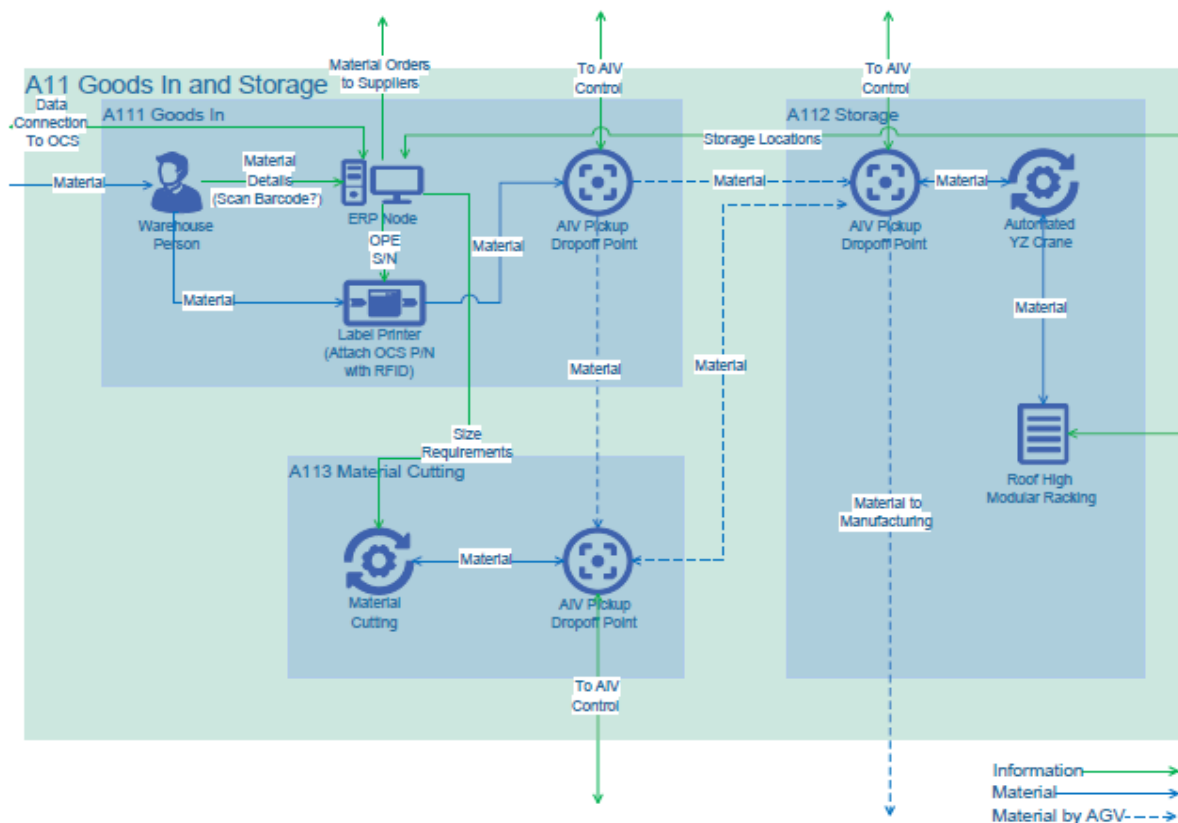 Material Orders
to Suppliers
To AIV
Control
To AIV
Control
A11 Goods In and Storage
Data
Connection
To OCS
A111 Goods In
A112 Storage
Storage Locations
Material
Material
Details
(Scan Barcode?)
Material
Material
Warehouse
Person
ERP Node
AIV Pickup
Dropoff Point
AIV Pickup
Dropoff Point
Automated
YZ Crane
OPE
S/N
Material
Material
Material
Label Printer
(Attach OCS P/N
with RFID)
Material
Material
Size
Requirements
A113 Material Cutting
Roof High
Modular Racking
Material to
Manufacturing
Material
Material
Cutting
AIV Pickup
Dropoff Point
To AIV
Control
Information
Material
Material by AGV